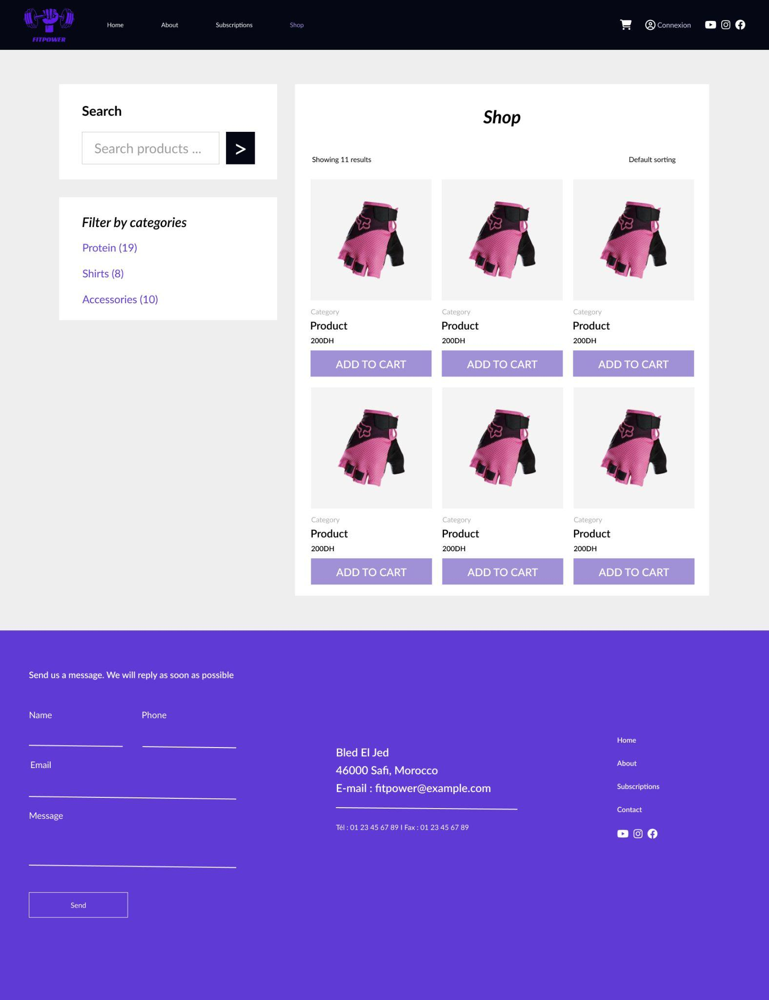 FITPOWER
Home
About
Subscriptions
Shop
Connexion
Search
Search products ...
>
Filter by categories
Protein (19)
Shirts (8)
Accessories (10)
Shop
Showing 11 results
Default sorting
Category
Product
200DH
ADD TO CART
Category
Product
200DH
ADD TO CART
Category
Product
200DH
ADD TO CART
Category
Product
200DH
ADD TO CART
Category
Product
200DH
ADD TO CART
Category
Product
200DH
ADD TO CART
Send us a message. We will reply as soon as possible
Name
Phone
Email
Message
Send
Bled El Jed
46000 Safi, Morocco
E-mail : fitpower@example.com
Tél : 01 23 45 67 89 I Fax : 01 23 45 67 89
Home
About
Subscriptions
Contact